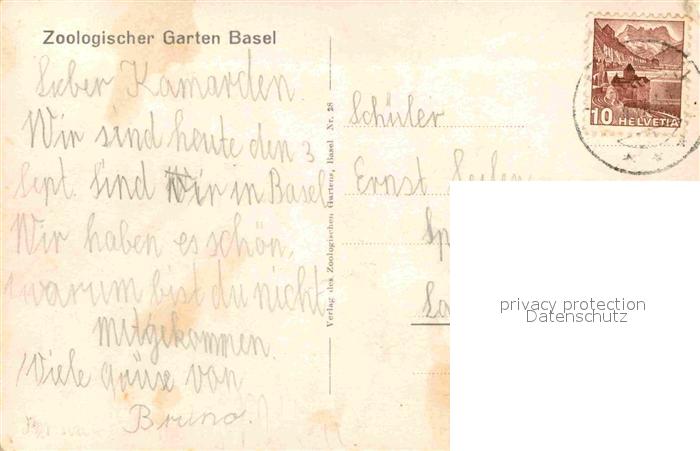 Zoologischer Garten Basel
Lieber Kamarden
Wir sind heute den 3
Sept. Sind Wir in Basel
Wir haben es schön,
warum bist du nicht
mitgekommen.
Viele grüse von
Bruno.
Verlag des Zoologischen Gartens, Basel Nr. 28
Schüler
Ernst
10 HELVETIA
privacy protection
Datenschutz